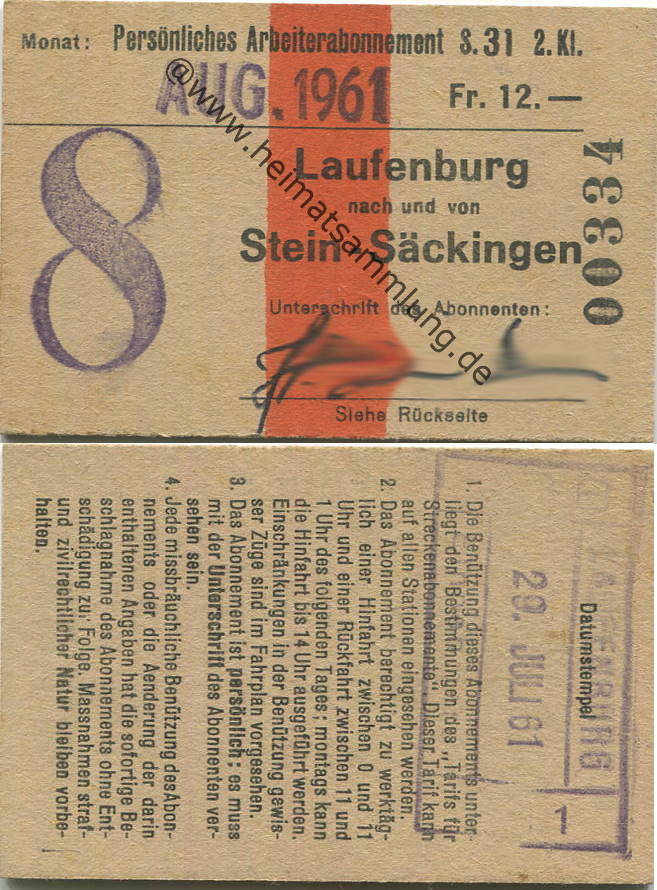 Monat: Persönliches Arbeiterabonnement S.31 2.Kl.
AUG. 1961 Fr. 12.—
8
Laufenburg
nach und von
Stein-Säckingen
00334
Unterschrift des Abonnenten:
Siehe Rückseite
@www.heimatsammlung.de
Datumstempel
LAUFENBURG
29. JULI 61
1
1. Die Benützung dieses Abonnements unter-
liegt den Bestimmungen des „Tarifs für
Streckenabonnemente“ Dieser Tarif kann
auf allen Stationen eingesehen werden.
2. Das Abonnement berechtigt zu werktäg-
lich einer Hinfahrt zwischen 0 und 11
Uhr und einer Rückfahrt zwischen 11 und
1 Uhr des folgenden Tages; montags kann
die Hinfahrt bis 14 Uhr ausgeführt werden.
Einschränkungen in der Benützung gewis-
ser Züge sind im Fahrplan vorgesehen.
3. Das Abonnement ist persönlich; es muss
mit der Unterschrift des Abonnenten ver-
sehen sein.
4. Jede missbräuchliche Benützung des Abon-
nements oder die Aenderung der darin
enthaltenen Angaben hat die sofortige Be-
schlagnahme des Abonnements ohne Ent-
schädigung zur Folge. Massnahmen straf-
und zivilrechtlicher Natur bleiben vorbe-
halten.